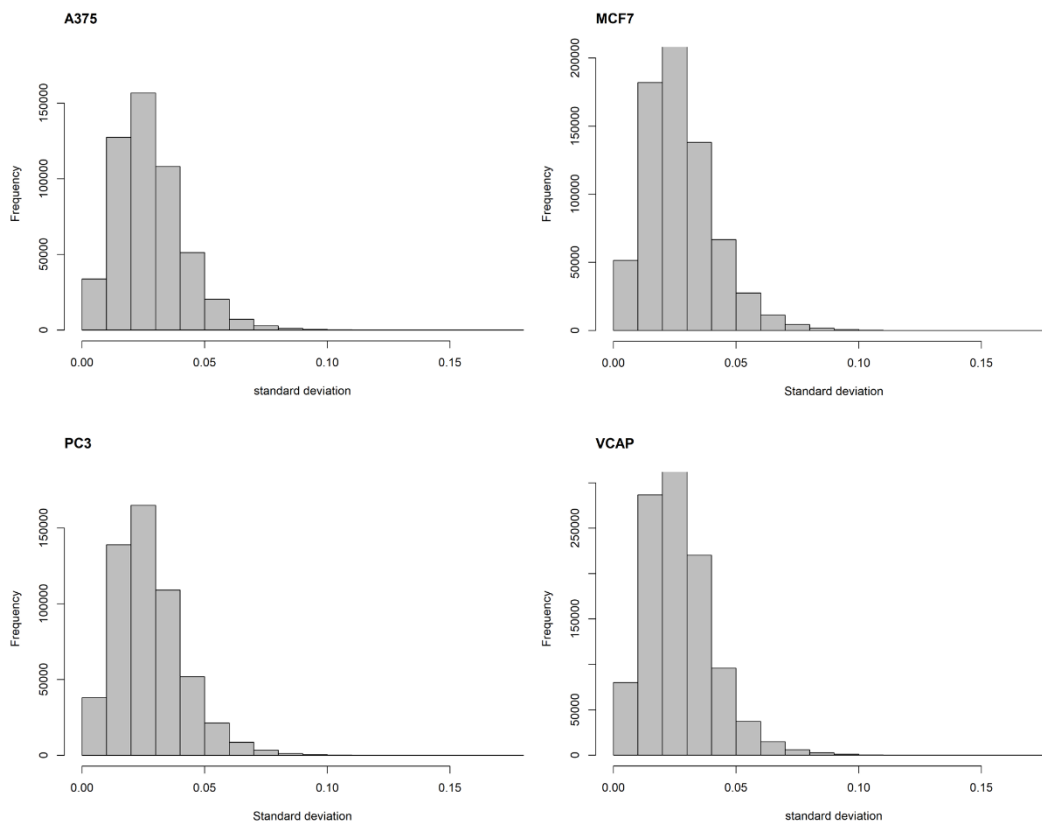 A375
Frequency
150000
100000
50000
0
0.00 0.05 0.10 0.15
standard deviation
MCF7
Frequency
200000
150000
100000
50000
0
0.00 0.05 0.10 0.15
Standard deviation
PC3
Frequency
150000
100000
50000
0
0.00 0.05 0.10 0.15
Standard deviation
VCAP
Frequency
250000
150000
50000
0
0.00 0.05 0.10 0.15
standard deviation